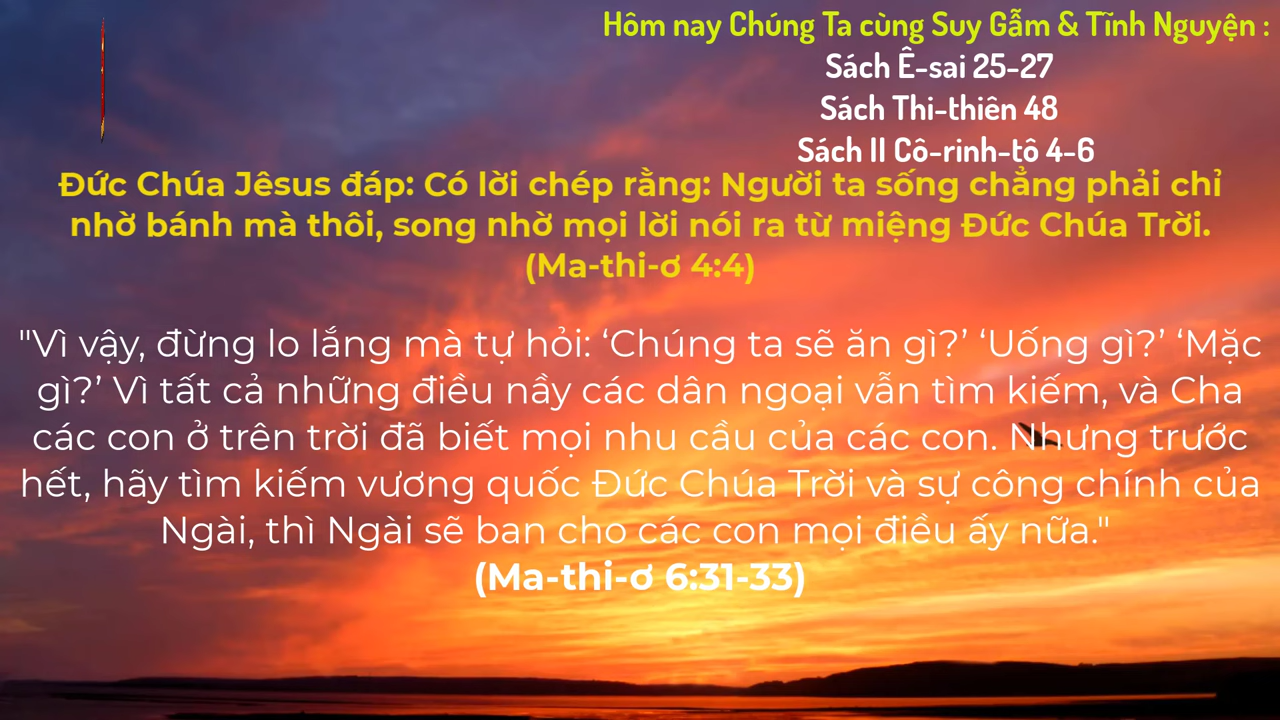 Hôm nay Chúng Ta cùng Suy Gẫm & Tĩnh Nguyện :
Sách Ê-sai 25-27
Sách Thi-thiên 48
Sách II Cô-rinh-tô 4-6
Đức Chúa Jêsus đáp: Có lời chép rằng: Người ta sống chẳng phải chỉ
nhờ bánh mà thôi, song nhờ mọi lời nói ra từ miệng Đức Chúa Trời.
(Ma-thi-ơ 4:4)
"Vì vậy, đừng lo lắng mà tự hỏi: ‘Chúng ta sẽ ăn gì?’ ‘Uống gì?’ ‘Mặc
gì?’ Vì tất cả những điều nầy các dân ngoại vẫn tìm kiếm, và Cha
các con ở trên trời đã biết mọi nhu cầu của các con. Nhưng trước
hết, hãy tìm kiếm vương quốc Đức Chúa Trời và sự công chính của
Ngài, thì Ngài sẽ ban cho các con mọi điều ấy nữa."
(Ma-thi-ơ 6:31-33)